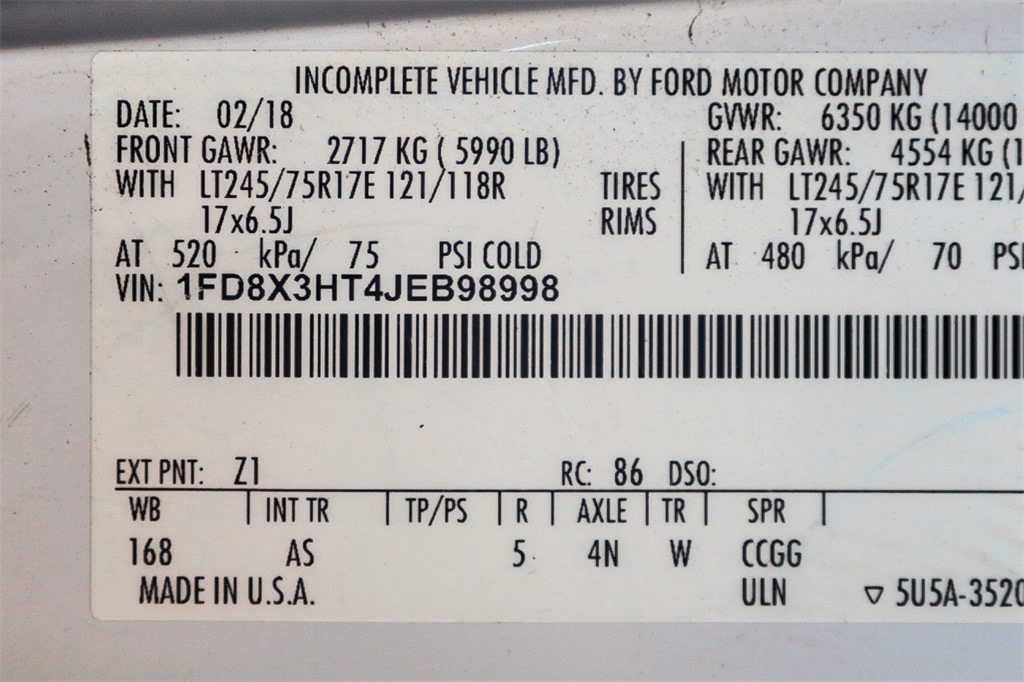 INCOMPLETE VEHICLE MFD. BY FORD MOTOR COMPANY
DATE: 02/18 GVWR: 6350 KG (14000
FRONT GAWR: 2717 KG ( 5990 LB) REAR GAWR: 4554 KG (1
WITH LT245/75R17E 121/118R TIRES WITH LT245/75R17E 121/
17x6.5J RIMS 17x6.5J
AT 520 kPa/ 75 PSI COLD AT 480 kPa/ 70 PSI
VIN: 1FD8X3HT4JEB98998
EXT PNT: Z1 RC: 86 DSO:
WB INT TR TP/PS R AXLE TR SPR
168 AS 5 4N W CCGG
MADE IN U.S.A. ULN ▽ 5U5A-3520